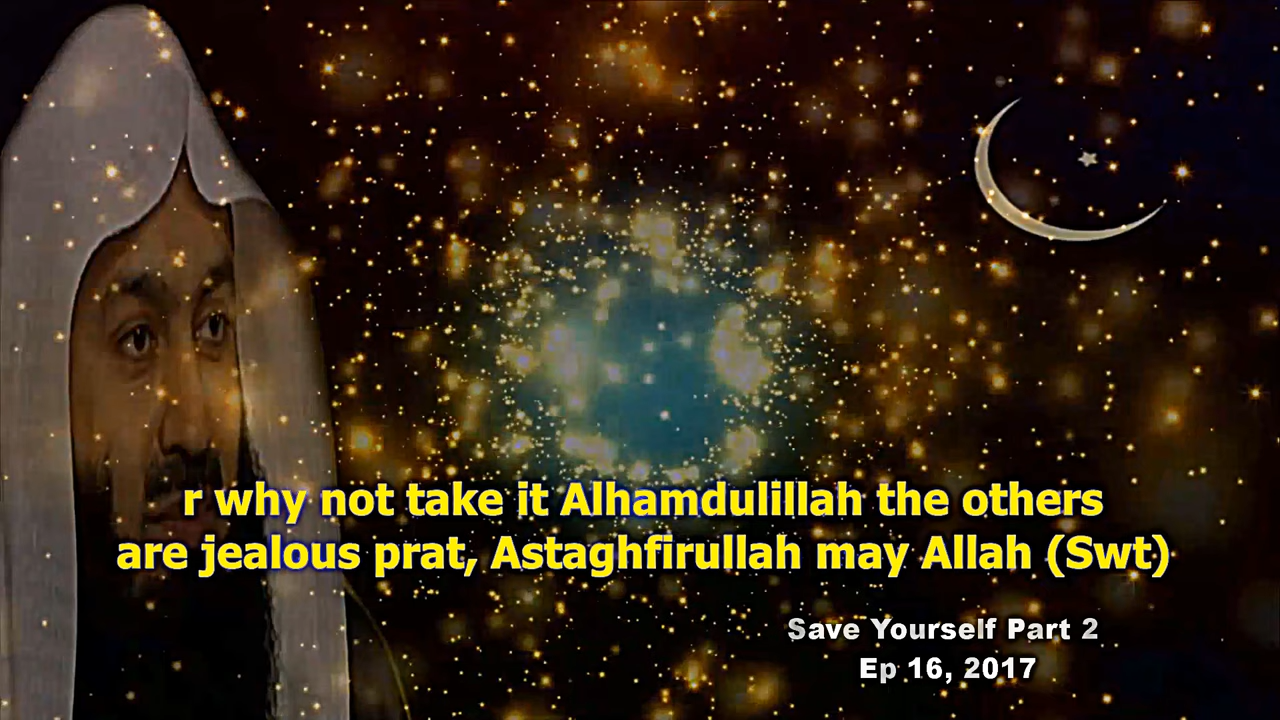 r why not take it Alhamdulillah the others
are jealous prat, Astaghfirullah may Allah (Swt)
Save Yourself Part 2
Ep 16, 2017